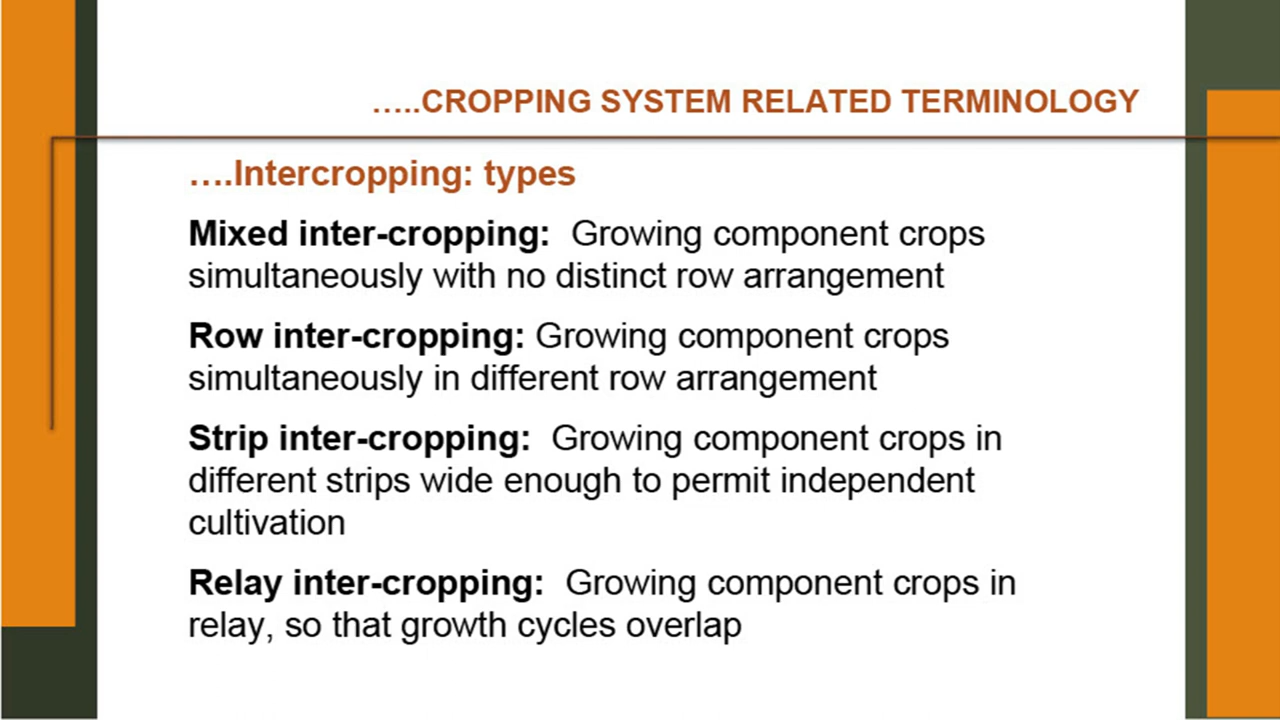 …..CROPPING SYSTEM RELATED TERMINOLOGY
….Intercropping: types
Mixed inter-cropping: Growing component crops
simultaneously with no distinct row arrangement
Row inter-cropping: Growing component crops
simultaneously in different row arrangement
Strip inter-cropping: Growing component crops in
different strips wide enough to permit independent
cultivation
Relay inter-cropping: Growing component crops in
relay, so that growth cycles overlap